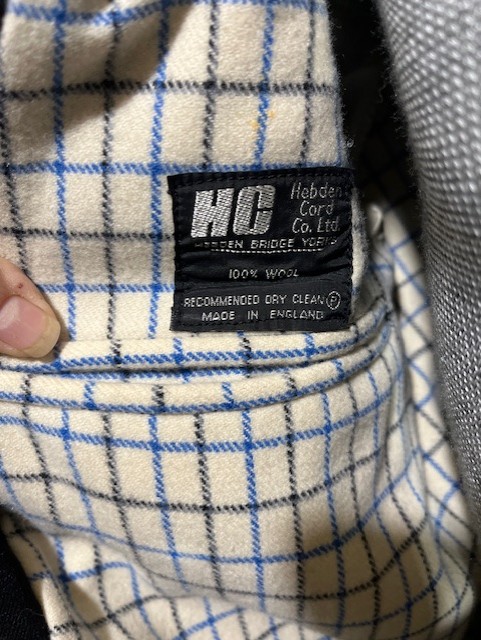 HC
Hebden
Cord
Co. Ltd.
HEBDEN BRIDGE YORKS
100% WOOL
RECOMMENDED DRY CLEAN Ⓟ
MADE IN ENGLAND